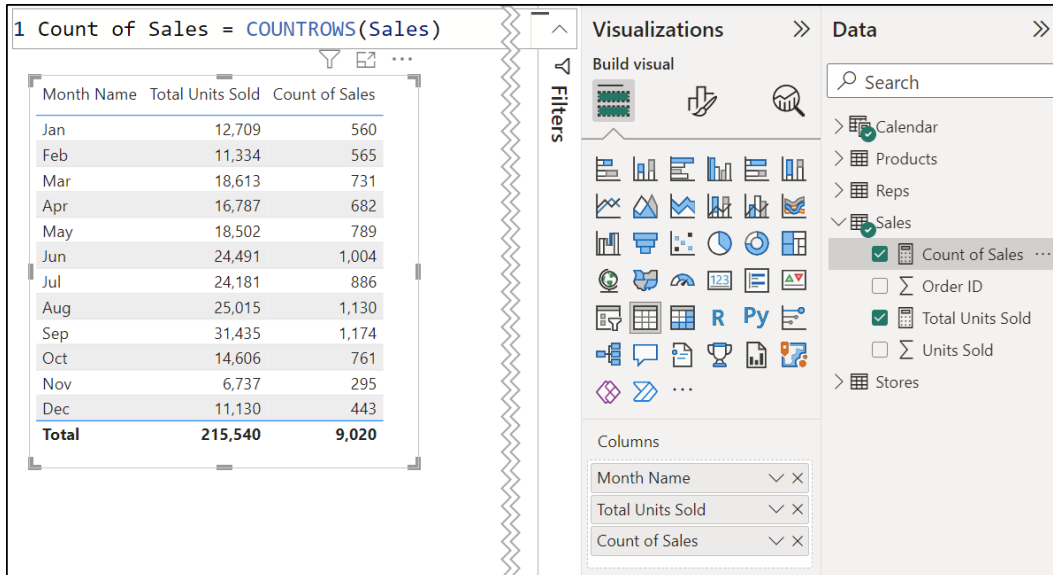 1 Count of Sales = COUNTROWS(Sales)
Month Name Total Units Sold Count of Sales
Jan 12,709 560
Feb 11,334 565
Mar 18,613 731
Apr 16,787 682
May 18,502 789
Jun 24,491 1,004
Jul 24,181 886
Aug 25,015 1,130
Sep 31,435 1,174
Oct 14,606 761
Nov 6,737 295
Dec 11,130 443
Total 215,540 9,020
Filters
Visualizations
Build visual
123
R Py
Columns
Month Name
Total Units Sold
Count of Sales
Data
Search
Calendar
Products
Reps
Sales
Count of Sales
Order ID
Total Units Sold
Units Sold
Stores